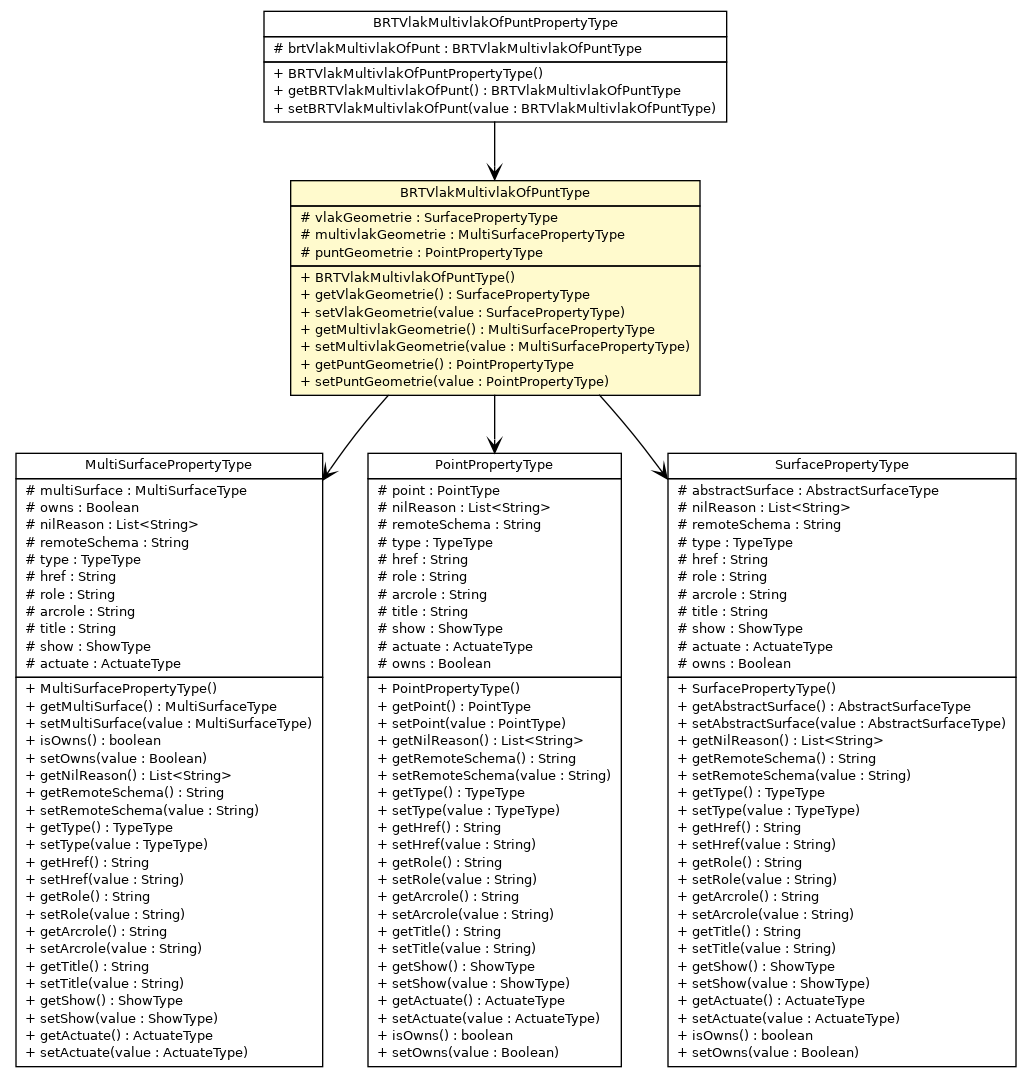 BRTVlakMultivlakOfPuntPropertyType
# brtVlakMultivlakOfPunt : BRTVlakMultivlakOfPuntType
+ BRTVlakMultivlakOfPuntPropertyType()
+ getBRTVlakMultivlakOfPunt() : BRTVlakMultivlakOfPuntType
+ setBRTVlakMultivlakOfPunt(value : BRTVlakMultivlakOfPuntType)
BRTVlakMultivlakOfPuntType
# vlakGeometrie : SurfacePropertyType
# multivlakGeometrie : MultiSurfacePropertyType
# puntGeometrie : PointPropertyType
+ BRTVlakMultivlakOfPuntType()
+ getVlakGeometrie() : SurfacePropertyType
+ setVlakGeometrie(value : SurfacePropertyType)
+ getMultivlakGeometrie() : MultiSurfacePropertyType
+ setMultivlakGeometrie(value : MultiSurfacePropertyType)
+ getPuntGeometrie() : PointPropertyType
+ setPuntGeometrie(value : PointPropertyType)
MultiSurfacePropertyType
# multiSurface : MultiSurfaceType
# owns : Boolean
# nilReason : List<String>
# remoteSchema : String
# type : TypeType
# href : String
# role : String
# arcrole : String
# title : String
# show : ShowType
# actuate : ActuateType
+ MultiSurfacePropertyType()
+ getMultiSurface() : MultiSurfaceType
+ setMultiSurface(value : MultiSurfaceType)
+ isOwns() : boolean
+ setOwns(value : Boolean)
+ getNilReason() : List<String>
+ getRemoteSchema() : String
+ setRemoteSchema(value : String)
+ getType() : TypeType
+ setType(value : TypeType)
+ getHref() : String
+ setHref(value : String)
+ getRole() : String
+ setRole(value : String)
+ getArcrole() : String
+ setArcrole(value : String)
+ getTitle() : String
+ setTitle(value : String)
+ getShow() : ShowType
+ setShow(value : ShowType)
+ getActuate() : ActuateType
+ setActuate(value : ActuateType)
PointPropertyType
# point : PointType
# nilReason : List<String>
# remoteSchema : String
# type : TypeType
# href : String
# role : String
# arcrole : String
# title : String
# show : ShowType
# actuate : ActuateType
# owns : Boolean
+ PointPropertyType()
+ getPoint() : PointType
+ setPoint(value : PointType)
+ getNilReason() : List<String>
+ getRemoteSchema() : String
+ setRemoteSchema(value : String)
+ getType() : TypeType
+ setType(value : TypeType)
+ getHref() : String
+ setHref(value : String)
+ getRole() : String
+ setRole(value : String)
+ getArcrole() : String
+ setArcrole(value : String)
+ getTitle() : String
+ setTitle(value : String)
+ getShow() : ShowType
+ setShow(value : ShowType)
+ getActuate() : ActuateType
+ setActuate(value : ActuateType)
+ isOwns() : boolean
+ setOwns(value : Boolean)
SurfacePropertyType
# abstractSurface : AbstractSurfaceType
# nilReason : List<String>
# remoteSchema : String
# type : TypeType
# href : String
# role : String
# arcrole : String
# title : String
# show : ShowType
# actuate : ActuateType
# owns : Boolean
+ SurfacePropertyType()
+ getAbstractSurface() : AbstractSurfaceType
+ setAbstractSurface(value : AbstractSurfaceType)
+ getNilReason() : List<String>
+ getRemoteSchema() : String
+ setRemoteSchema(value : String)
+ getType() : TypeType
+ setType(value : TypeType)
+ getHref() : String
+ setHref(value : String)
+ getRole() : String
+ setRole(value : String)
+ getArcrole() : String
+ setArcrole(value : String)
+ getTitle() : String
+ setTitle(value : String)
+ getShow() : ShowType
+ setShow(value : ShowType)
+ getActuate() : ActuateType
+ setActuate(value : ActuateType)
+ isOwns() : boolean
+ setOwns(value : Boolean)